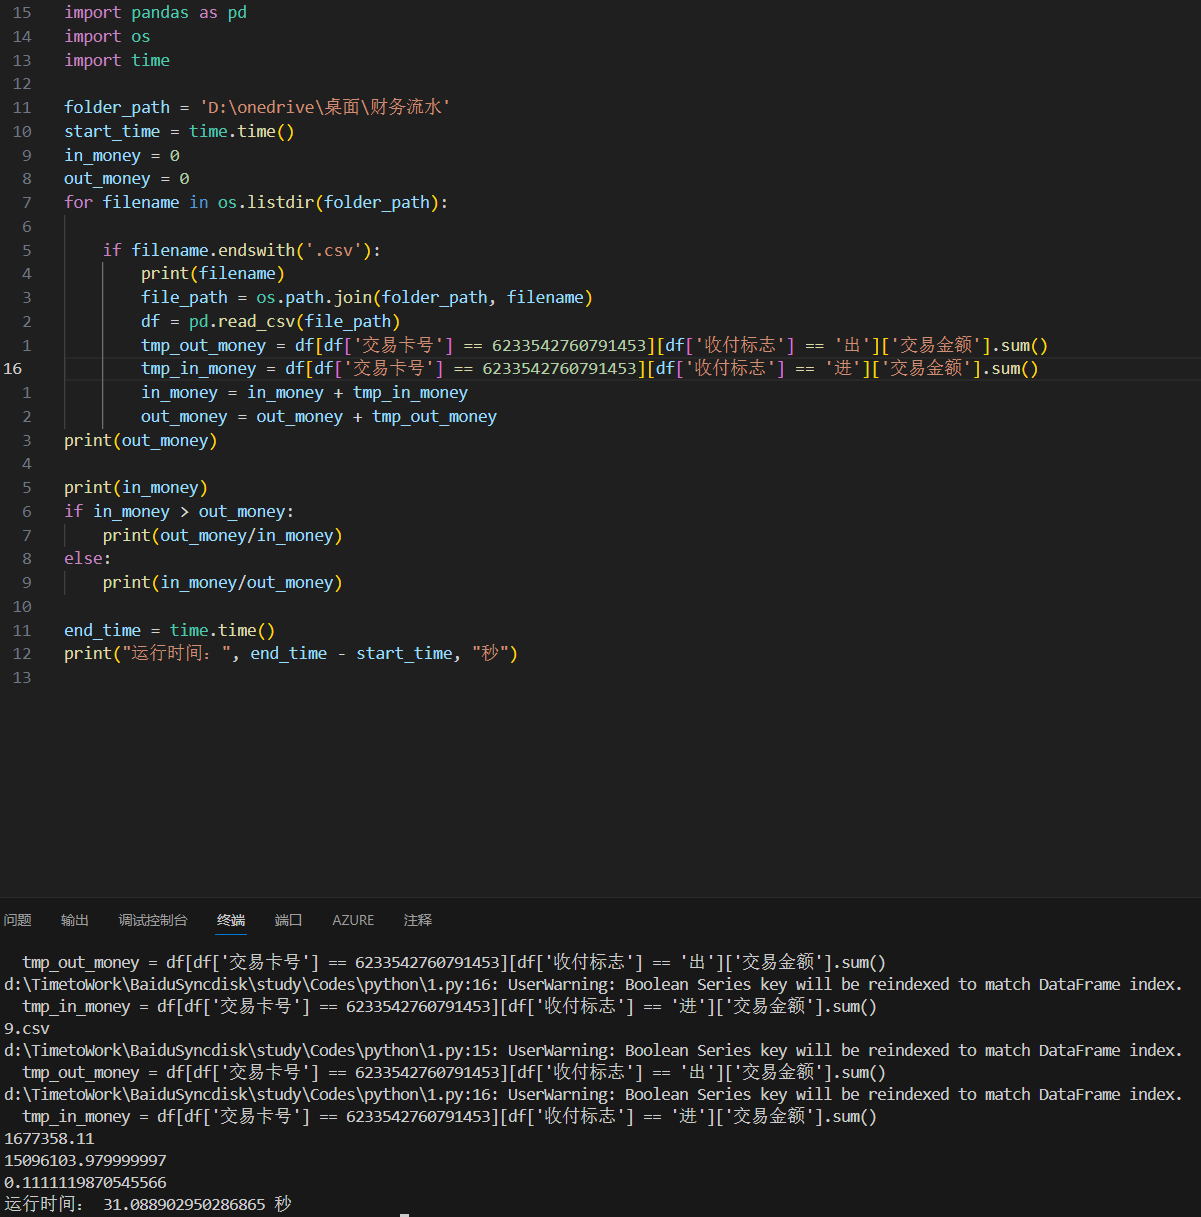 15 import pandas as pd
14 import os
13 import time
12
11 folder_path = 'D:\onedrive\桌面\财务流水'
10 start_time = time.time()
9 in_money = 0
8 out_money = 0
7 for filename in os.listdir(folder_path):
6
5 if filename.endswith('.csv'):
4 print(filename)
3 file_path = os.path.join(folder_path, filename)
2 df = pd.read_csv(file_path)
1 tmp_out_money = df[df['交易卡号'] == 6233542760791453][df['收付标志'] == '出']['交易金额'].sum()
16 tmp_in_money = df[df['交易卡号'] == 6233542760791453][df['收付标志'] == '进']['交易金额'].sum()
1 in_money = in_money + tmp_in_money
2 out_money = out_money + tmp_out_money
3 print(out_money)
4
5 print(in_money)
6 if in_money > out_money:
7 print(out_money/in_money)
8 else:
9 print(in_money/out_money)
10
11 end_time = time.time()
12 print("运行时间：", end_time - start_time, "秒")
13
问题 输出 调试控制台 终端 端口 AZURE 注释
tmp_out_money = df[df['交易卡号'] == 6233542760791453][df['收付标志'] == '出']['交易金额'].sum()
d:\TimetoWork\BaiduSyncdisk\study\Codes\python\1.py:16: UserWarning: Boolean Series key will be reindexed to match DataFrame index.
tmp_in_money = df[df['交易卡号'] == 6233542760791453][df['收付标志'] == '进']['交易金额'].sum()
9.csv
d:\TimetoWork\BaiduSyncdisk\study\Codes\python\1.py:15: UserWarning: Boolean Series key will be reindexed to match DataFrame index.
tmp_out_money = df[df['交易卡号'] == 6233542760791453][df['收付标志'] == '出']['交易金额'].sum()
d:\TimetoWork\BaiduSyncdisk\study\Codes\python\1.py:16: UserWarning: Boolean Series key will be reindexed to match DataFrame index.
tmp_in_money = df[df['交易卡号'] == 6233542760791453][df['收付标志'] == '进']['交易金额'].sum()
1677358.11
15096103.979999997
0.1111119870545566
运行时间： 31.088902950286865 秒